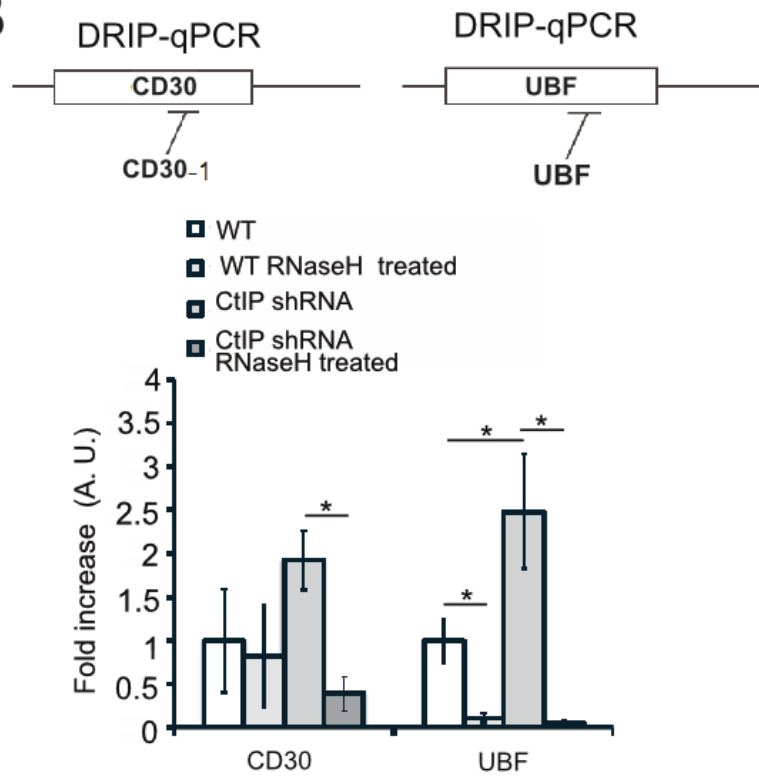 B
DRIP-qPCR
DRIP-qPCR
CD30
UBF
CD30-1
UBF
WT
WT RNaseH treated
CtIP shRNA
CtIP shRNA
RNaseH treated
Fold increase (A. U.)
4
3.5
3
2.5
2
1.5
1
0.5
0
*
*
*
*
CD30
UBF